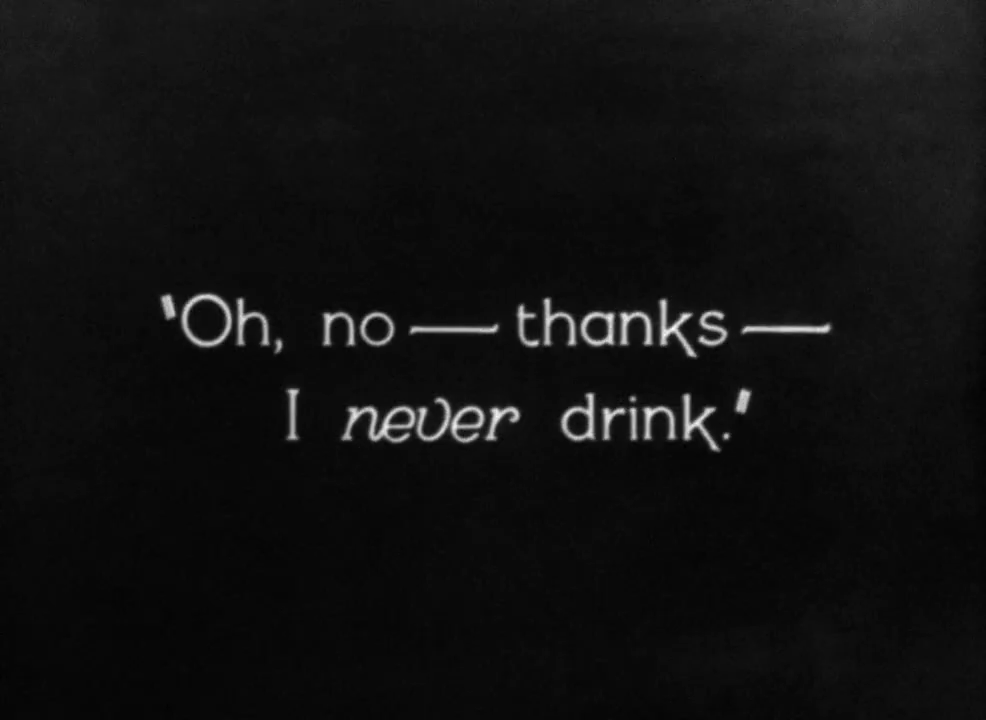 'Oh, no — thanks —
I never drink.'